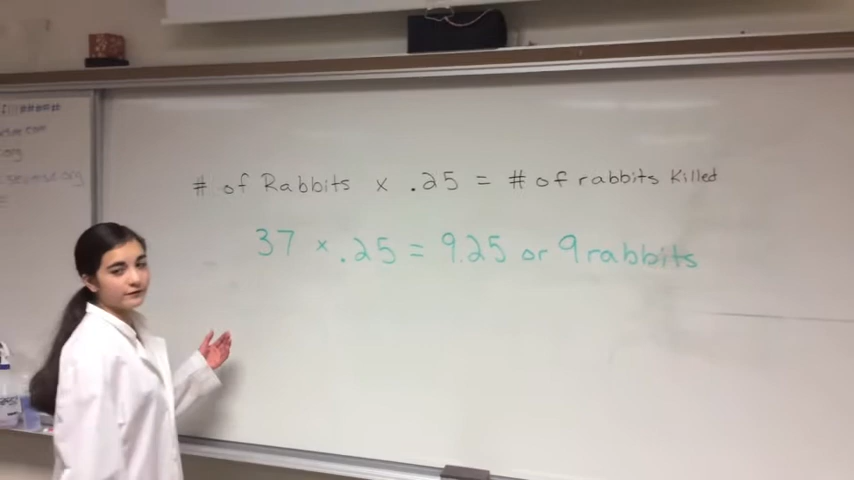 # of Rabbits x .25 = # of rabbits Killed
37 x .25 = 9.25 or 9 rabbits